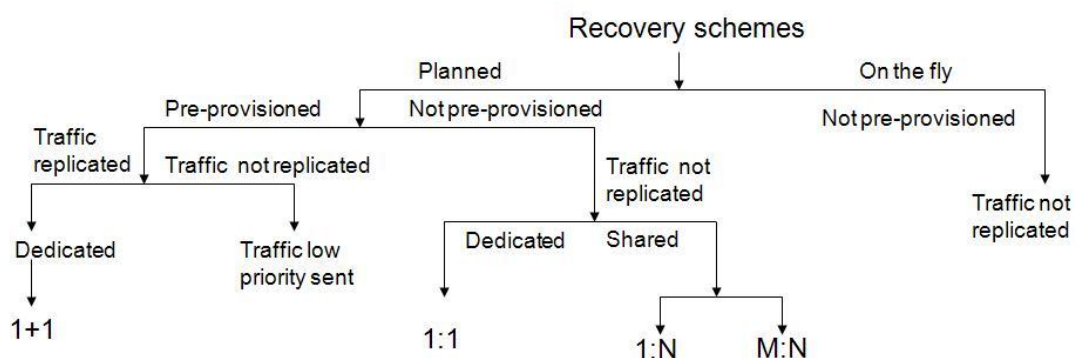 Recovery schemes
Planned
On the fly
Pre-provisioned
Not pre-provisioned
Not pre-provisioned
Traffic
replicated
Traffic not replicated
Traffic not
replicated
Traffic not
replicated
Dedicated
Traffic low
priority sent
Dedicated
Shared
1+1
1:1
1:N
M:N